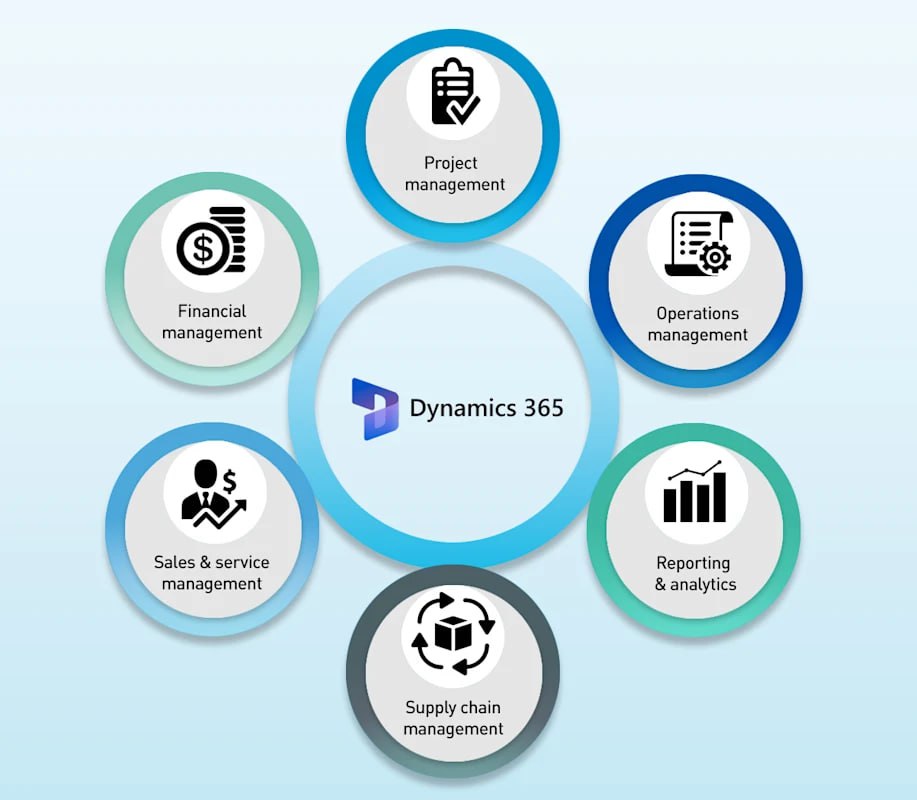 Project
management
Financial
management
Operations
management
Dynamics 365
Sales & service
management
Reporting
& analytics
Supply chain
management